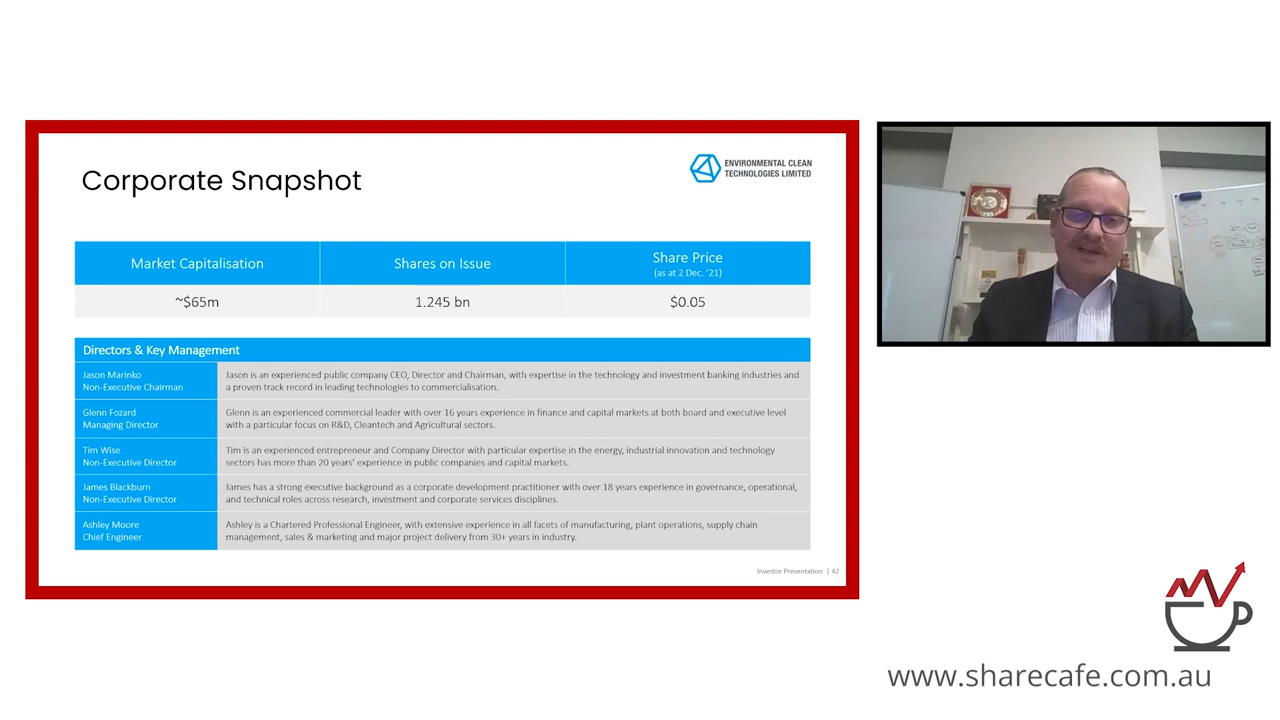 Corporate Snapshot
ENVIRONMENTAL CLEAN
TECHNOLOGIES LIMITED
Market Capitalisation
Shares on Issue
Share Price
(as at 2 Dec. '21)
~$65m
1.245 bn
$0.05
Directors & Key Management
Jason Marinko
Non-Executive Chairman
Jason is an experienced public company CEO, Director and Chairman, with expertise in the technology and investment banking industries and
a proven track record in leading technologies to commercialisation.
Glenn Fozard
Managing Director
Glenn is an experienced commercial leader with over 16 years experience in finance and capital markets at both board and executive level
with a particular focus on R&D, Cleantech and Agricultural sectors.
Tim Wise
Non-Executive Director
Tim is an experienced entrepreneur and Company Director with particular expertise in the energy, industrial innovation and technology
sectors has more than 20 years' experience in public companies and capital markets.
James Blackburn
Non-Executive Director
James has a strong executive background as a corporate development practitioner with over 18 years experience in governance, operational,
and technical roles across research, investment and corporate services disciplines.
Ashley Moore
Chief Engineer
Ashley is a Chartered Professional Engineer, with extensive experience in all facets of manufacturing, plant operations, supply chain
management, sales & marketing and major project delivery from 30+ years in industry.
Investor Presentation | 42
www.sharecafe.com.au